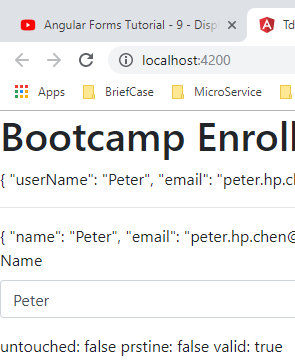 Angular Forms Tutorial - 9 - Disp
Td
localhost:4200
Apps BriefCase MicroService
Bootcamp Enroll
{ "userName": "Peter", "email": "peter.hp.c
{ "name": "Peter", "email": "peter.hp.chen@
Name
Peter
untouched: false prstine: false valid: true